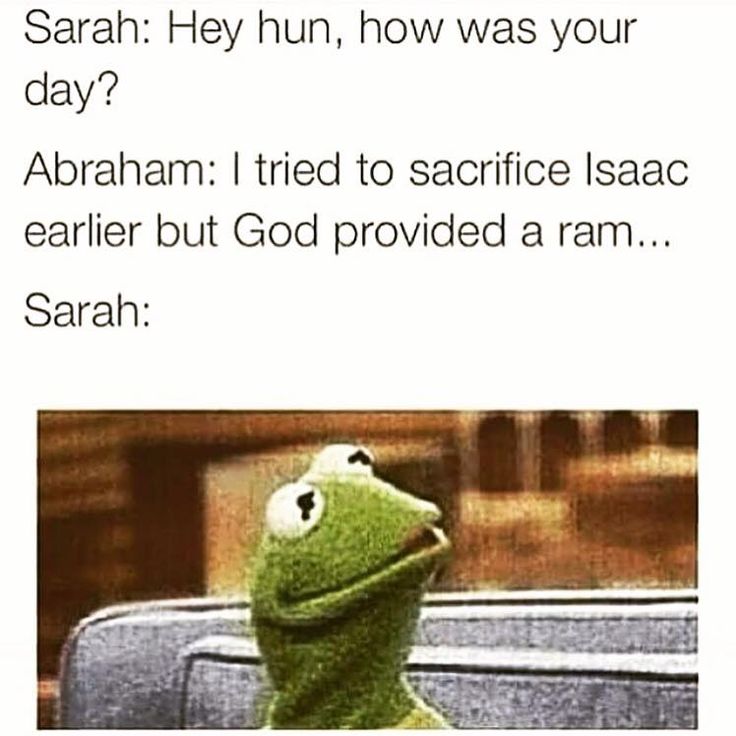 Sarah: Hey hun, how was your
day?
Abraham: I tried to sacrifice Isaac
earlier but God provided a ram...
Sarah: